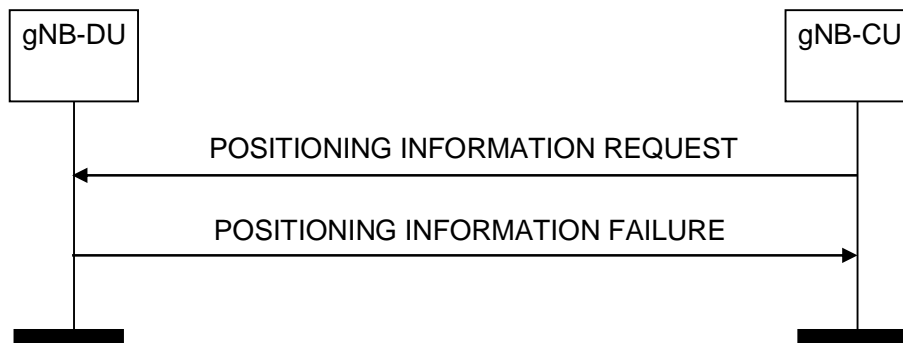 gNB-DU
gNB-CU
POSITIONING INFORMATION REQUEST
POSITIONING INFORMATION FAILURE